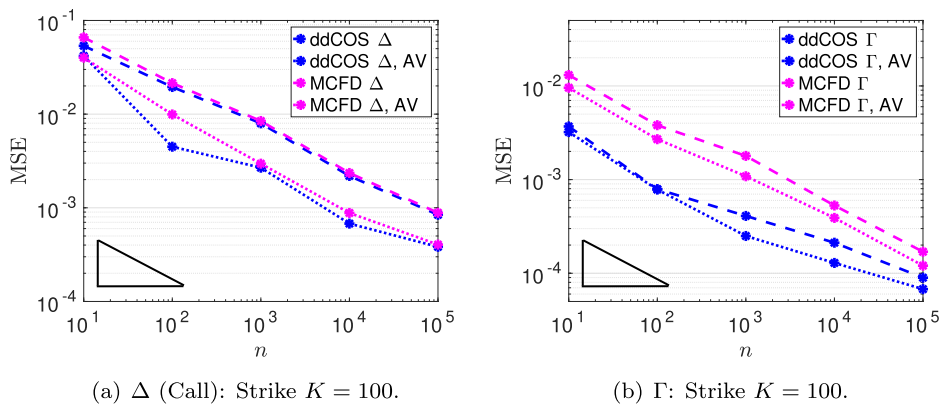 10^-1
10^-2
10^-3
10^-4
MSE
10^1 10^2 10^3 10^4 10^5
n
ddCOS Δ
ddCOS Δ, AV
MCFD Δ
MCFD Δ, AV
(a) Δ (Call): Strike K = 100.
10^-2
10^-3
10^-4
MSE
10^1 10^2 10^3 10^4 10^5
n
ddCOS Γ
ddCOS Γ, AV
MCFD Γ
MCFD Γ, AV
(b) Γ: Strike K = 100.